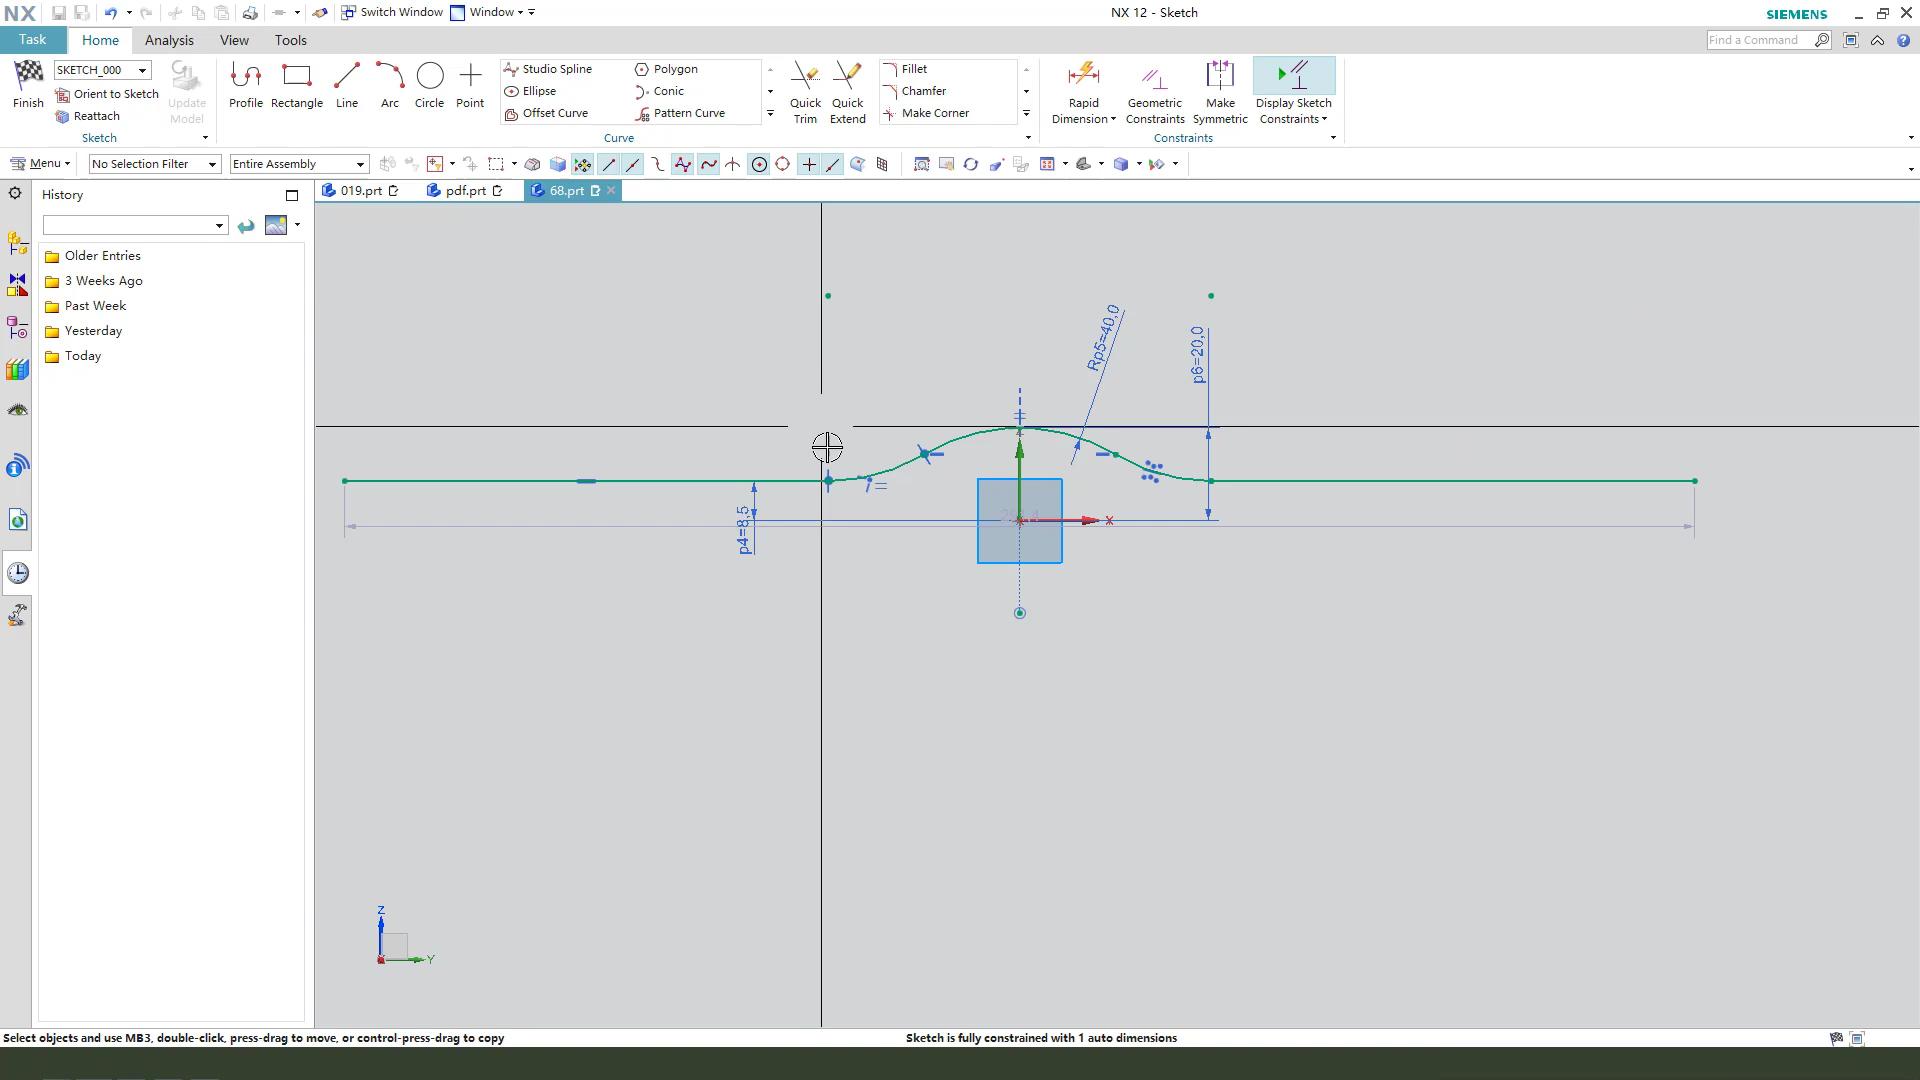 NX Switch Window Window NX 12 - Sketch SIEMENS
Task Home Analysis View Tools Find a Command
Finish
SKETCH_000
Orient to Sketch
Reattach
Update Model
Sketch
Profile Rectangle Line Arc Circle Point
Studio Spline Polygon
Ellipse Conic
Offset Curve Pattern Curve
Quick Trim
Quick Extend
Fillet
Chamfer
Make Corner
Curve
Rapid Dimension
Geometric Constraints
Make Symmetric
Display Sketch Constraints
Constraints
Menu No Selection Filter Entire Assembly
History
019.prt pdf.prt 68.prt
Older Entries
3 Weeks Ago
Past Week
Yesterday
Today
Rp5=40,0
p6=20,0
p4=8,5
X
Z
Y
Select objects and use MB3, double-click, press-drag to move, or control-press-drag to copy Sketch is fully constrained with 1 auto dimensions